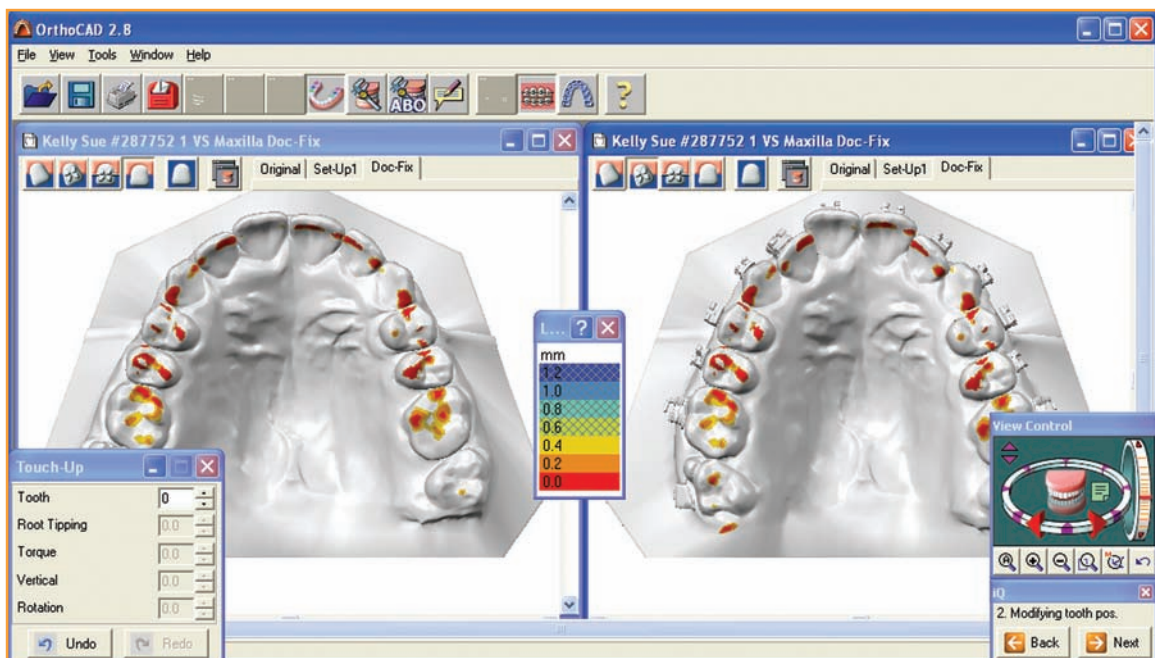 OrthoCAD 2.8
File View Tools Window Help
ABO ?
Kelly Sue #287752 1 VS Maxilla Doc-Fix
Original Set-Up1 Doc-Fix
Kelly Sue #287752 1 VS Maxilla Doc-Fix
Original Set-Up1 Doc-Fix
L... ?
mm
1.2
1.0
0.8
0.6
0.4
0.2
0.0
Touch-Up
Tooth 0
Root Tipping 0.0
Torque 0.0
Vertical 0.0
Rotation 0.0
Undo Redo
View Control
iQ
2. Modifying tooth pos.
Back Next